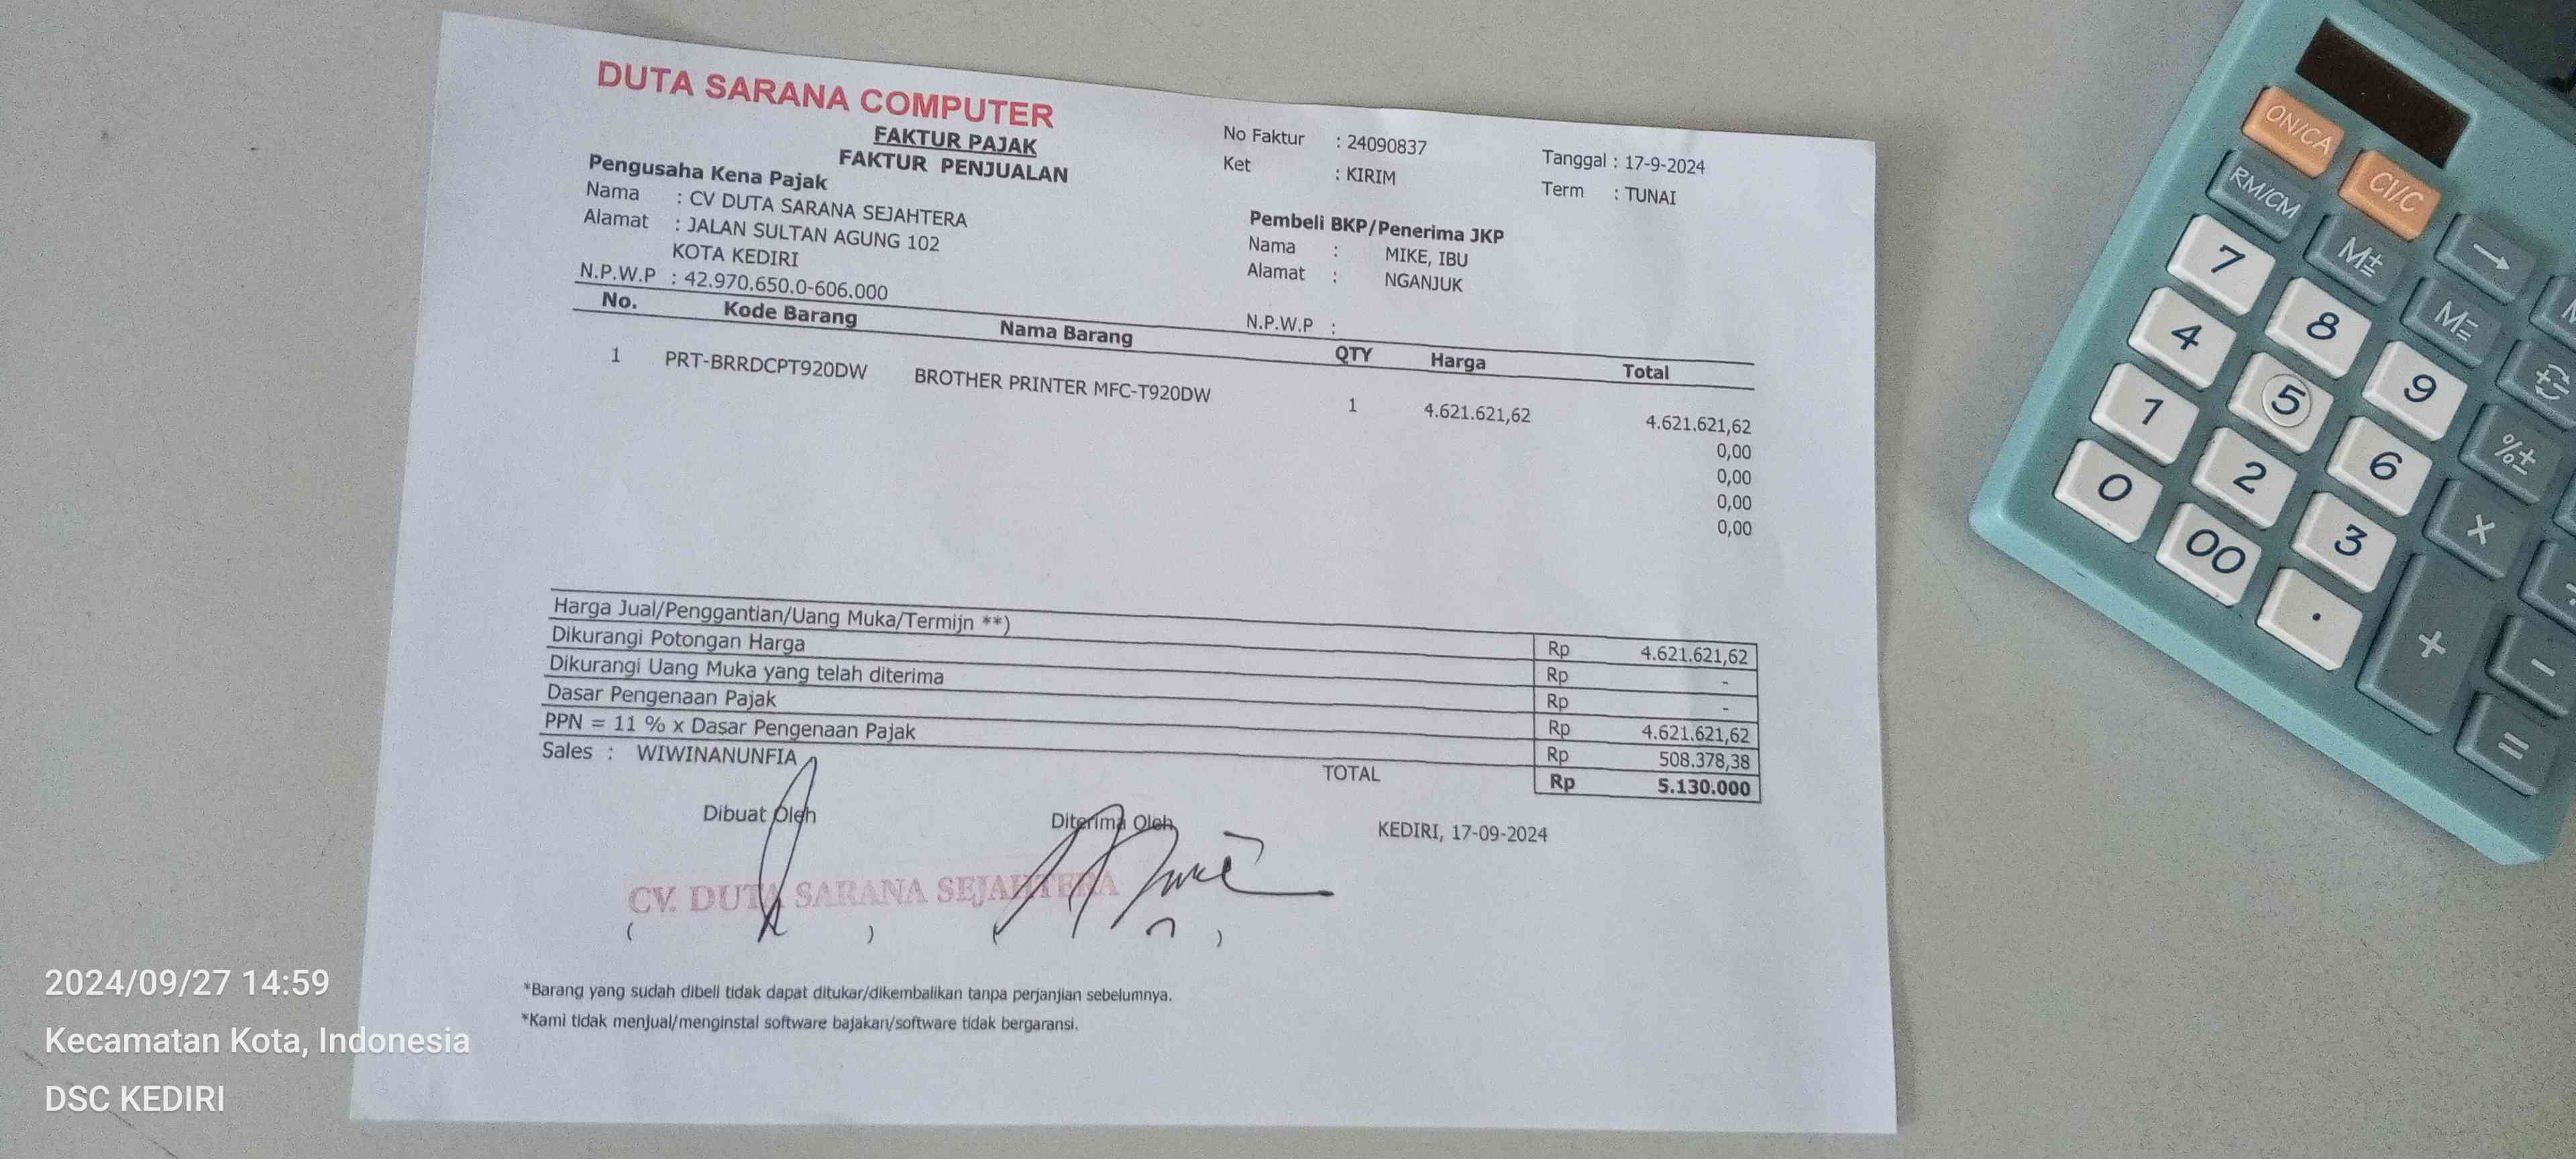 DUTA SARANA COMPUTER
FAKTUR PAJAK
FAKTUR PENJUALAN
No Faktur : 24090837
Ket : KIRIM
Tanggal : 17-9-2024
Term : TUNAI
Pengusaha Kena Pajak
Nama : CV DUTA SARANA SEJAHTERA
Alamat : JALAN SULTAN AGUNG 102
KOTA KEDIRI
N.P.W.P : 42.970.650.0-606.000
Pembeli BKP/Penerima JKP
Nama : MIKE, IBU
Alamat : NGANJUK
N.P.W.P :
No. Kode Barang Nama Barang QTY Harga Total
1 PRT-BRRDCPT920DW BROTHER PRINTER MFC-T920DW 1 4.621.621,62 4.621.621,62
0,00
0,00
0,00
0,00
Harga Jual/Penggantian/Uang Muka/Termijn **) Rp 4.621.621,62
Dikurangi Potongan Harga Rp -
Dikurangi Uang Muka yang telah diterima Rp -
Dasar Pengenaan Pajak Rp 4.621.621,62
PPN = 11 % x Dasar Pengenaan Pajak Rp 508.378,38
Sales : WIWINANUNFIA TOTAL Rp 5.130.000
Dibuat Oleh Diterima Oleh KEDIRI, 17-09-2024
CV. DUTA SARANA SEJAHTERA
( ) ( )
*Barang yang sudah dibeli tidak dapat ditukar/dikembalikan tanpa perjanjian sebelumnya.
*Kami tidak menjual/menginstal software bajakan/software tidak bergaransi.
2024/09/27 14:59
Kecamatan Kota, Indonesia
DSC KEDIRI
ON/CA
CI/C
RM/CM
M±
→
7
8
M=
4
5
9
1
2
6
%±
0
00
3
×
.
+
-
=